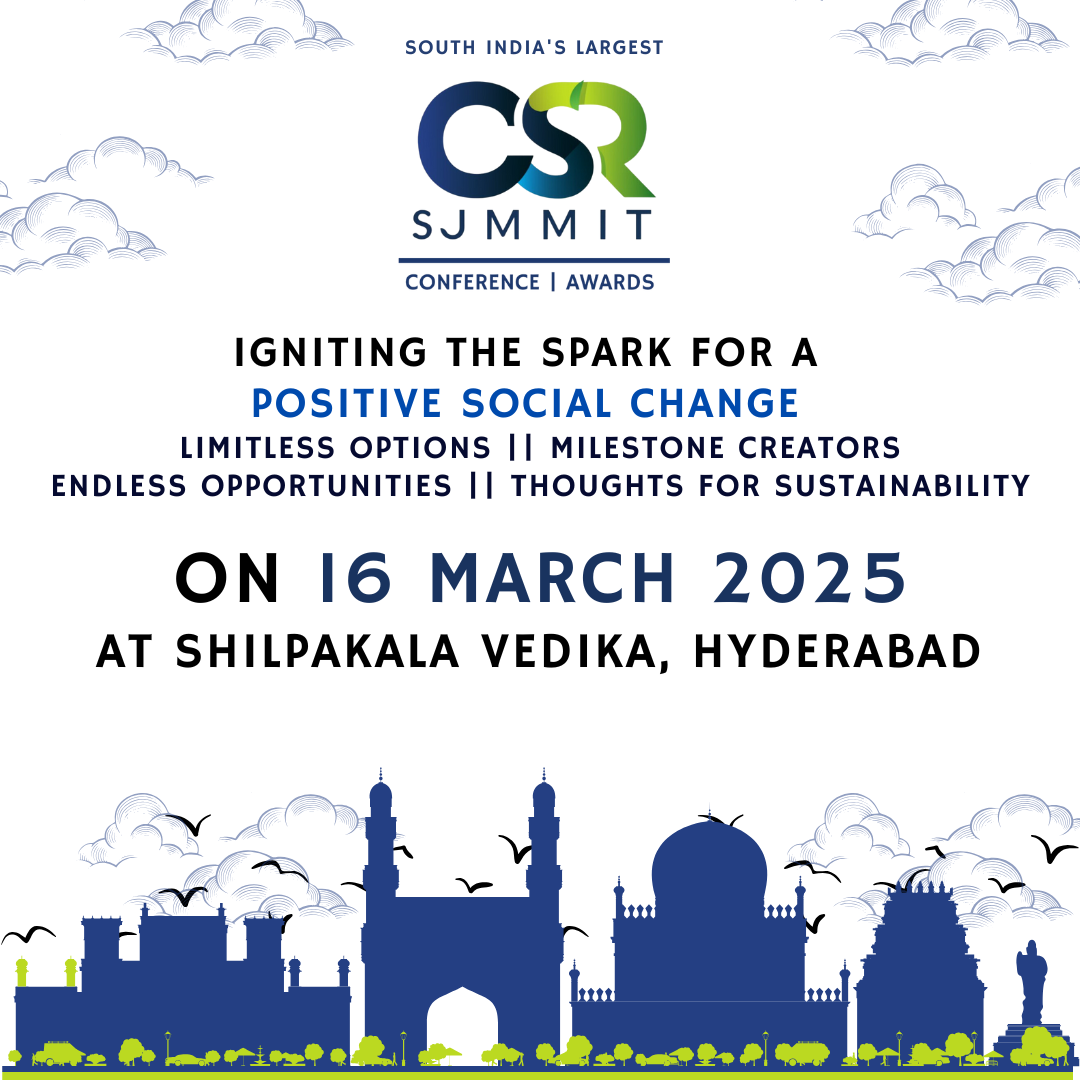 SOUTH INDIA'S LARGEST
CSR
SJMMIT
CONFERENCE | AWARDS
IGNITING THE SPARK FOR A
POSITIVE SOCIAL CHANGE
LIMITLESS OPTIONS || MILESTONE CREATORS
ENDLESS OPPORTUNITIES || THOUGHTS FOR SUSTAINABILITY
ON 16 MARCH 2025
AT SHILPAKALA VEDIKA, HYDERABAD